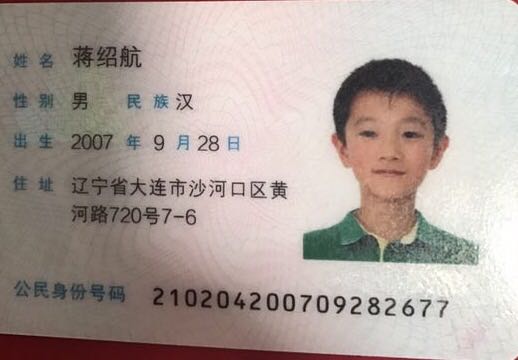 姓名 蒋绍航
性别 男 民族 汉
出生 2007 年 9 月 28 日
住址 辽宁省大连市沙河口区黄
河路720号7-6
公民身份号码 210204200709282677